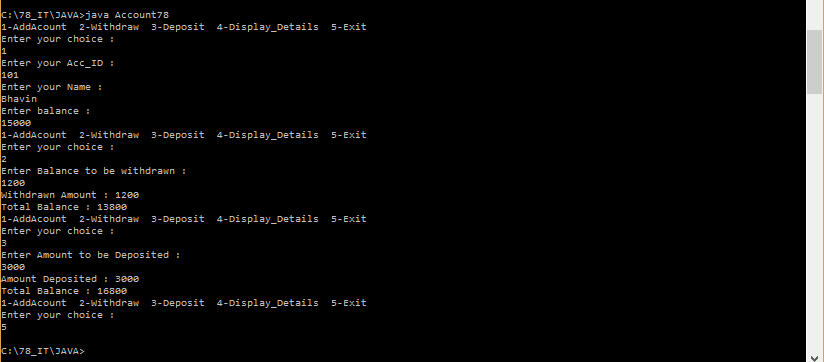 C:\78_IT\JAVA>java Account78
1-AddAcount  2-Withdraw  3-Deposit  4-Display_Details  5-Exit
Enter your choice :
1
Enter your Acc_ID :
101
Enter your Name :
Bhavin
Enter balance :
15000
1-AddAcount  2-Withdraw  3-Deposit  4-Display_Details  5-Exit
Enter your choice :
2
Enter Balance to be withdrawn :
1200
Withdrawn Amount : 1200
Total Balance : 13800
1-AddAcount  2-Withdraw  3-Deposit  4-Display_Details  5-Exit
Enter your choice :
3
Enter Amount to be Deposited :
3000
Amount Deposited : 3000
Total Balance : 16800
1-AddAcount  2-Withdraw  3-Deposit  4-Display_Details  5-Exit
Enter your choice :
5
C:\78_IT\JAVA>